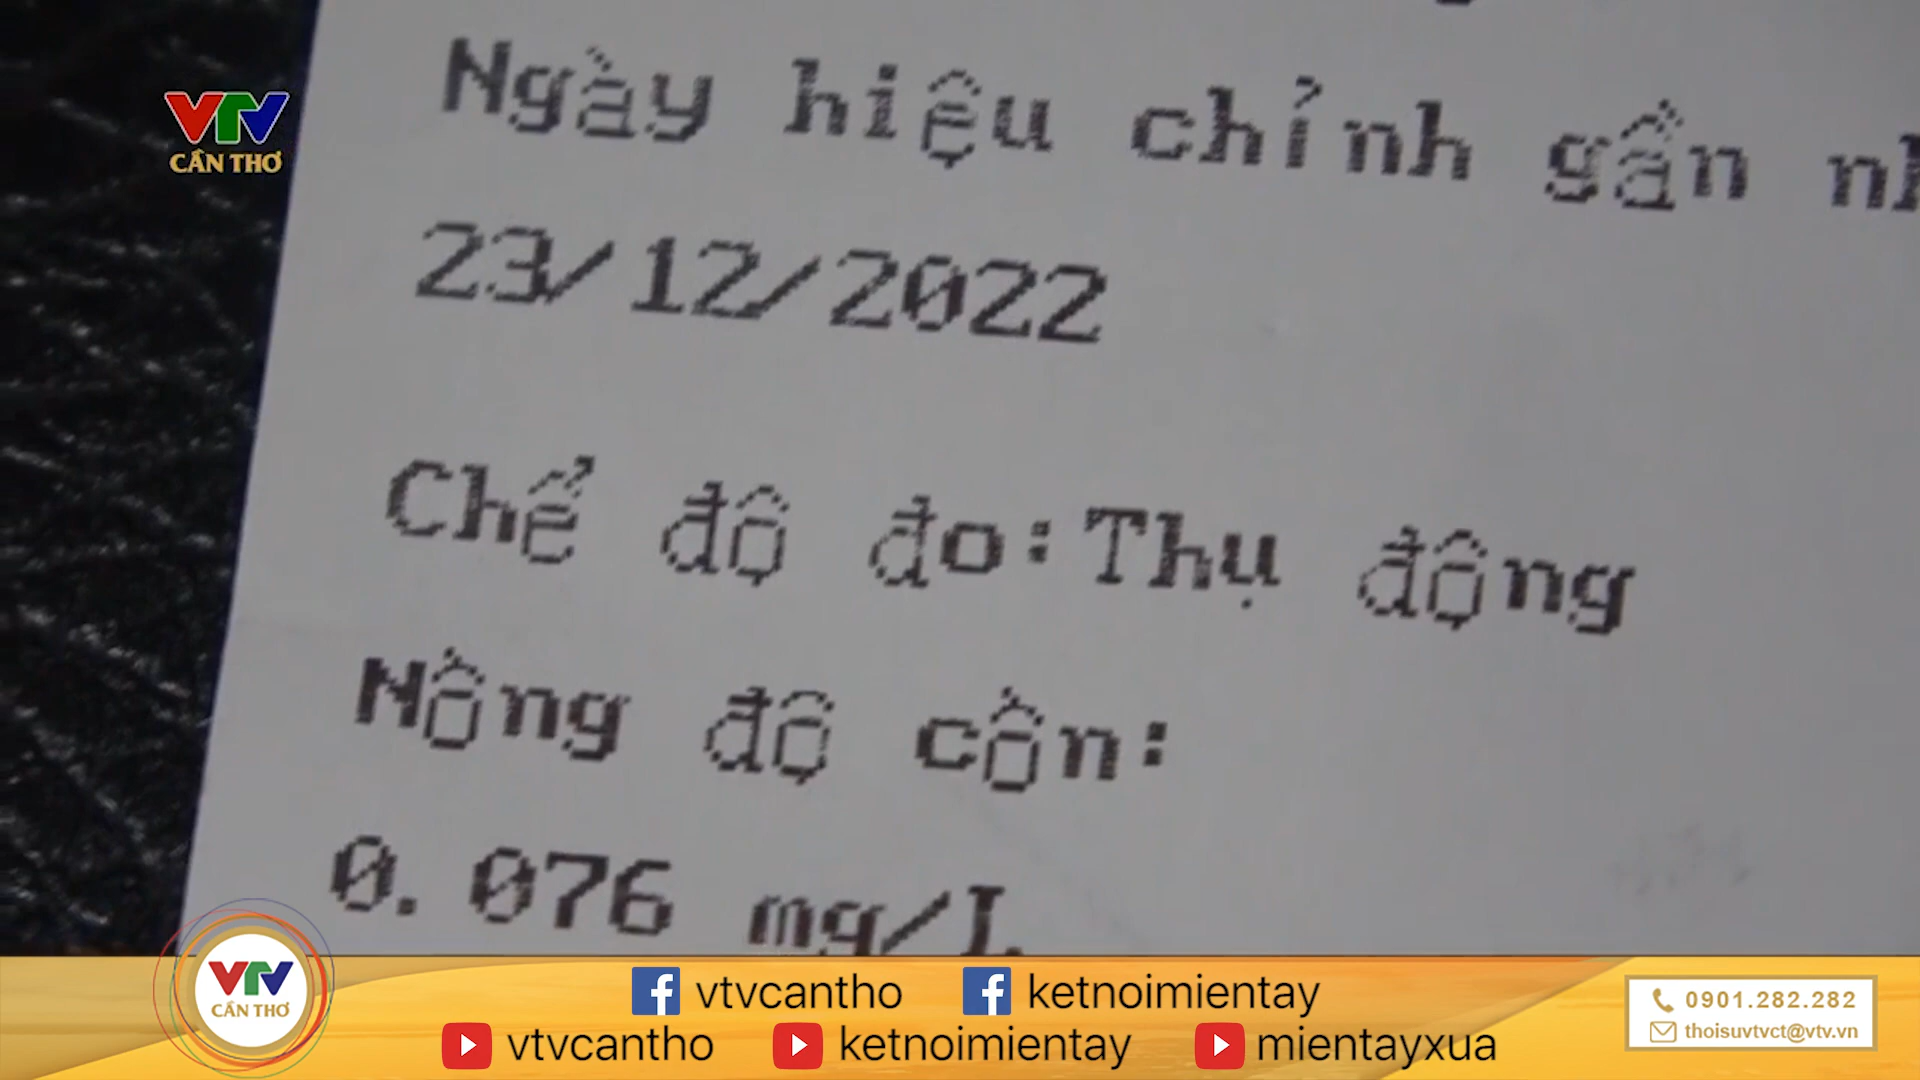 Ngày hiệu chỉnh gần
23/12/2022
Chế độ đo:Thụ động
Nồng độ cồn:
0.076 mg/L
VTV
CẦN THƠ
VTV
CẦN THƠ
vtvcantho ketnoimientay
vtvcantho ketnoimientay mientayxua
0901.282.282
thoisuvtvct@vtv.vn